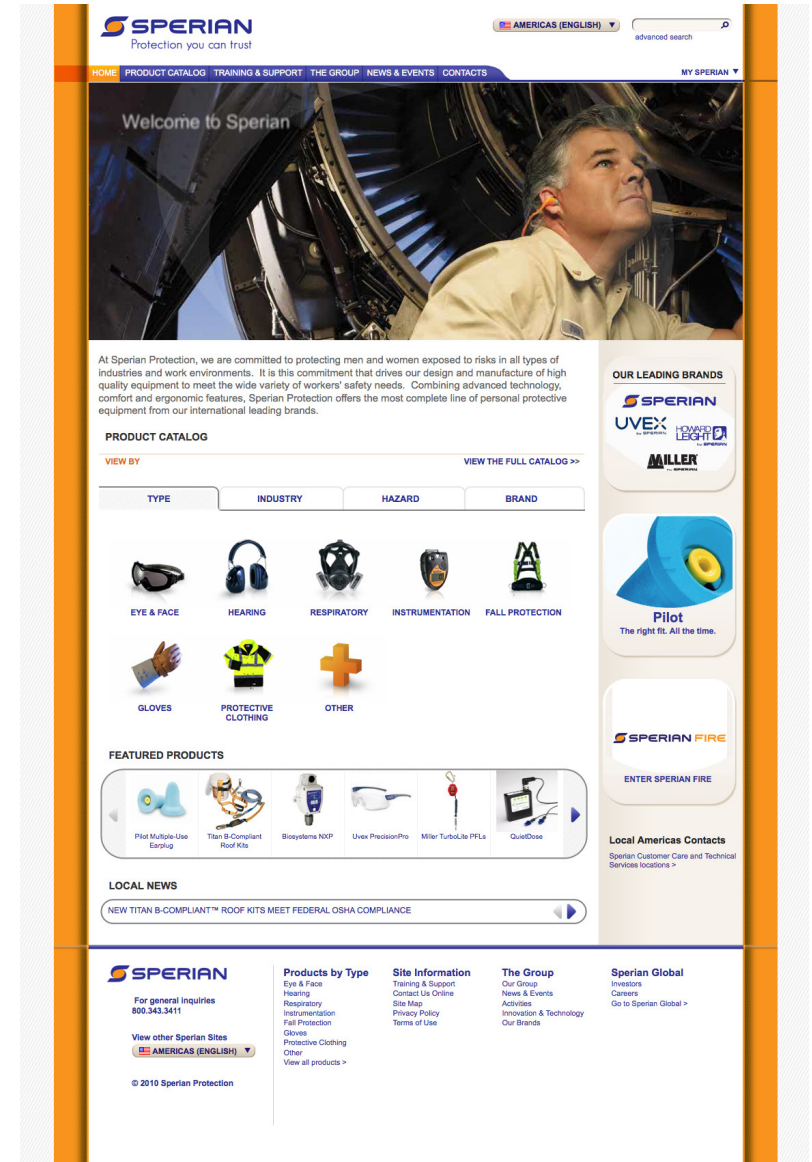 SPERIAN
Protection you can trust
AMERICAS (ENGLISH)
advanced search
HOME PRODUCT CATALOG TRAINING & SUPPORT THE GROUP NEWS & EVENTS CONTACTS
MY SPERIAN
Welcome to Sperian
At Sperian Protection, we are committed to protecting men and women exposed to risks in all types of
industries and work environments. It is this commitment that drives our design and manufacture of high
quality equipment to meet the wide variety of workers' safety needs. Combining advanced technology,
comfort and ergonomic features, Sperian Protection offers the most complete line of personal protective
equipment from our international leading brands.
PRODUCT CATALOG
VIEW BY
VIEW THE FULL CATALOG >>
TYPE INDUSTRY HAZARD BRAND
EYE & FACE HEARING RESPIRATORY INSTRUMENTATION FALL PROTECTION
GLOVES PROTECTIVE OTHER
CLOTHING
FEATURED PRODUCTS
Pilot Multiple-Use Titan B-Compliant Biosystems NXP Uvex PrecisionPro Miller TurboLite PFLs QuietDose
Earplug Roof Kits
LOCAL NEWS
NEW TITAN B-COMPLIANT™ ROOF KITS MEET FEDERAL OSHA COMPLIANCE
OUR LEADING BRANDS
SPERIAN
UVEX
by SPERIAN
HOWARD
LEIGHT
by SPERIAN
MILLER
by SPERIAN
Pilot
The right fit. All the time.
SPERIAN FIRE
ENTER SPERIAN FIRE
Local Americas Contacts
Sperian Customer Care and Technical
Services locations >
SPERIAN
For general inquiries
800.343.3411
View other Sperian Sites
AMERICAS (ENGLISH)
© 2010 Sperian Protection
Products by Type
Eye & Face
Hearing
Respiratory
Instrumentation
Fall Protection
Gloves
Protective Clothing
Other
View all products >
Site Information
Training & Support
Contact Us Online
Site Map
Privacy Policy
Terms of Use
The Group
Our Group
News & Events
Activities
Innovation & Technology
Our Brands
Sperian Global
Investors
Careers
Go to Sperian Global >